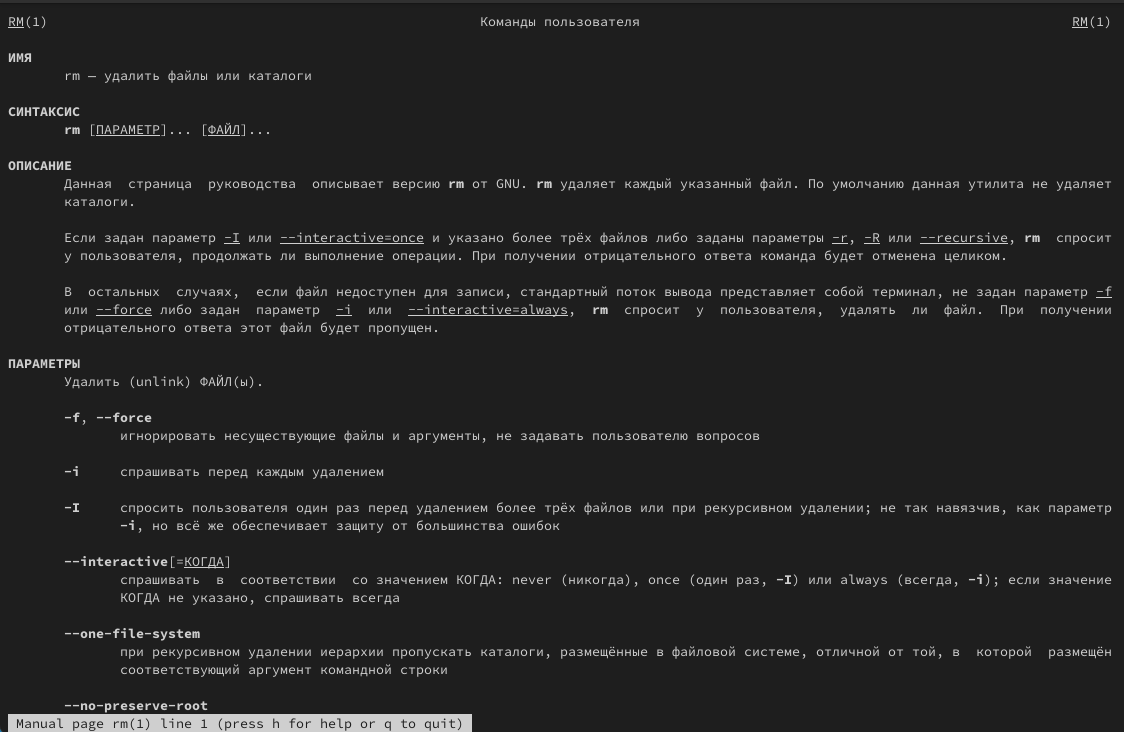 RM(1) Команды пользователя RM(1)
ИМЯ
rm — удалить файлы или каталоги
СИНТАКСИС
rm [ПАРАМЕТР]... [ФАЙЛ]...
ОПИСАНИЕ
Данная страница руководства описывает версию rm от GNU. rm удаляет каждый указанный файл. По умолчанию данная утилита не удаляет
каталоги.
Если задан параметр -I или --interactive=once и указано более трёх файлов либо заданы параметры -r, -R или --recursive, rm спросит
у пользователя, продолжать ли выполнение операции. При получении отрицательного ответа команда будет отменена целиком.
В остальных случаях, если файл недоступен для записи, стандартный поток вывода представляет собой терминал, не задан параметр -f
или --force либо задан параметр -i или --interactive=always, rm спросит у пользователя, удалять ли файл. При получении
отрицательного ответа этот файл будет пропущен.
ПАРАМЕТРЫ
Удалить (unlink) ФАЙЛ(ы).
-f, --force
игнорировать несуществующие файлы и аргументы, не задавать пользователю вопросов
-i спрашивать перед каждым удалением
-I спросить пользователя один раз перед удалением более трёх файлов или при рекурсивном удалении; не так навязчив, как параметр
-i, но всё же обеспечивает защиту от большинства ошибок
--interactive[=КОГДА]
спрашивать в соответствии со значением КОГДА: never (никогда), once (один раз, -I) или always (всегда, -i); если значение
КОГДА не указано, спрашивать всегда
--one-file-system
при рекурсивном удалении иерархии пропускать каталоги, размещённые в файловой системе, отличной от той, в которой размещён
соответствующий аргумент командной строки
--no-preserve-root
Manual page rm(1) line 1 (press h for help or q to quit)